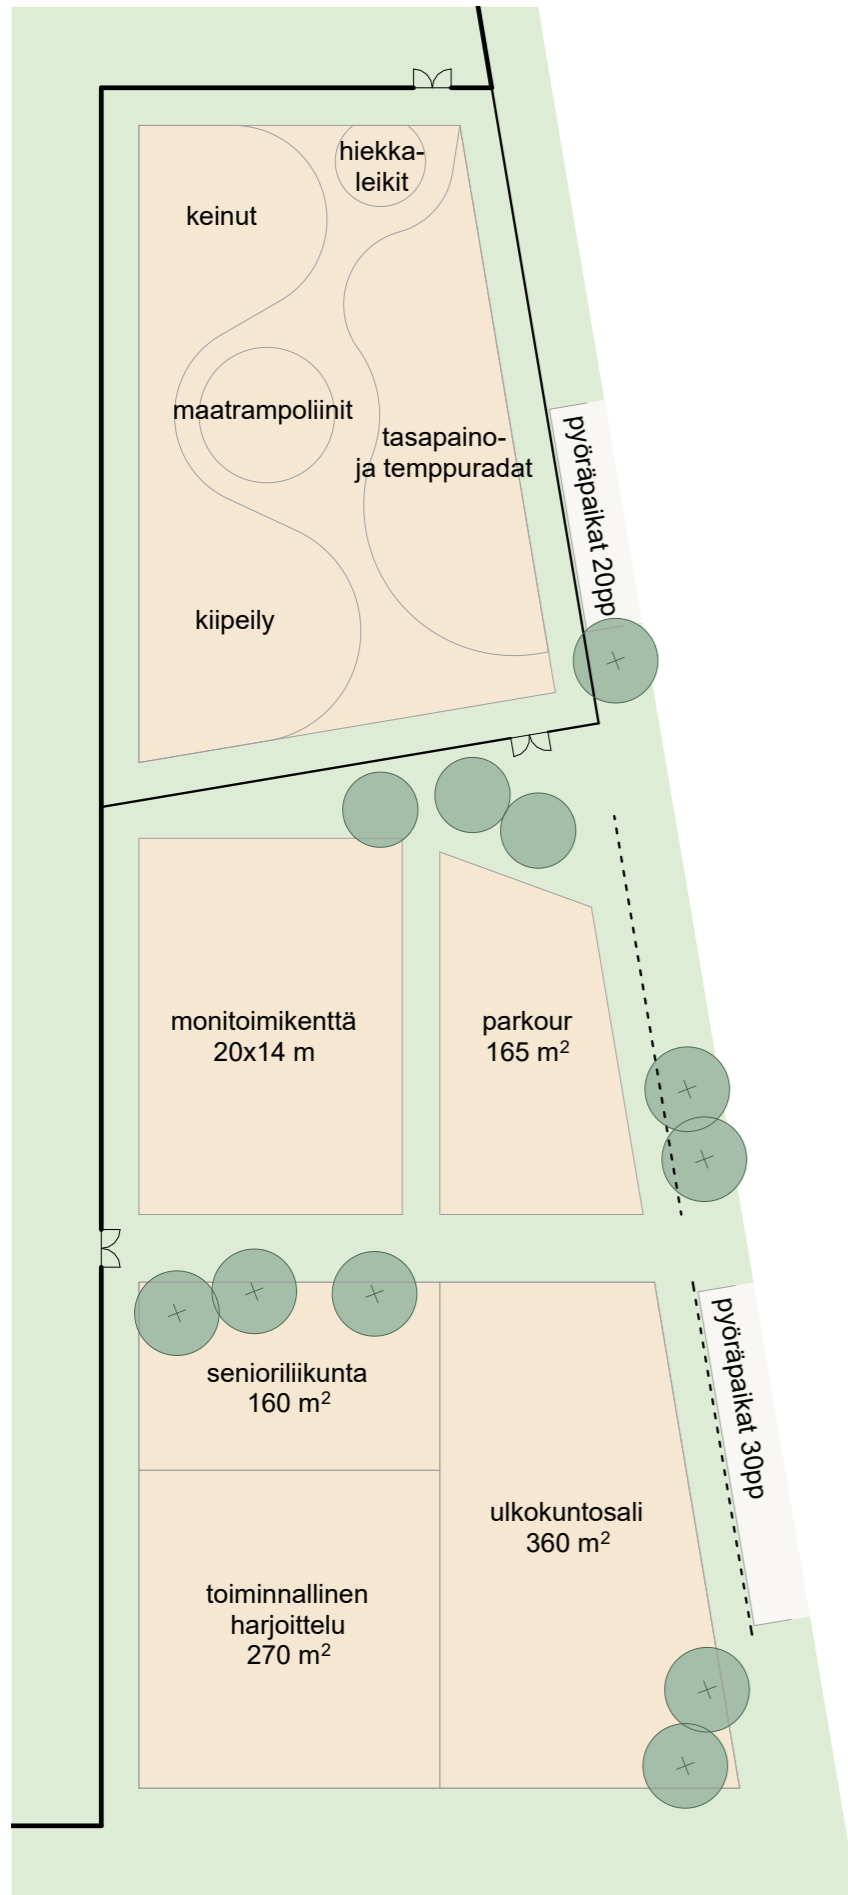 hiekka-
leikit
keinut
maatrampoliinit
tasapaino-
ja temppuradat
pyöräpaikat 20pp
kiipeily
monitoimikenttä
20x14 m
parkour
165 m²
senioriliikunta
160 m²
pyöräpaikat 30pp
ulkokuntosali
360 m²
toiminnallinen
harjoittelu
270 m²